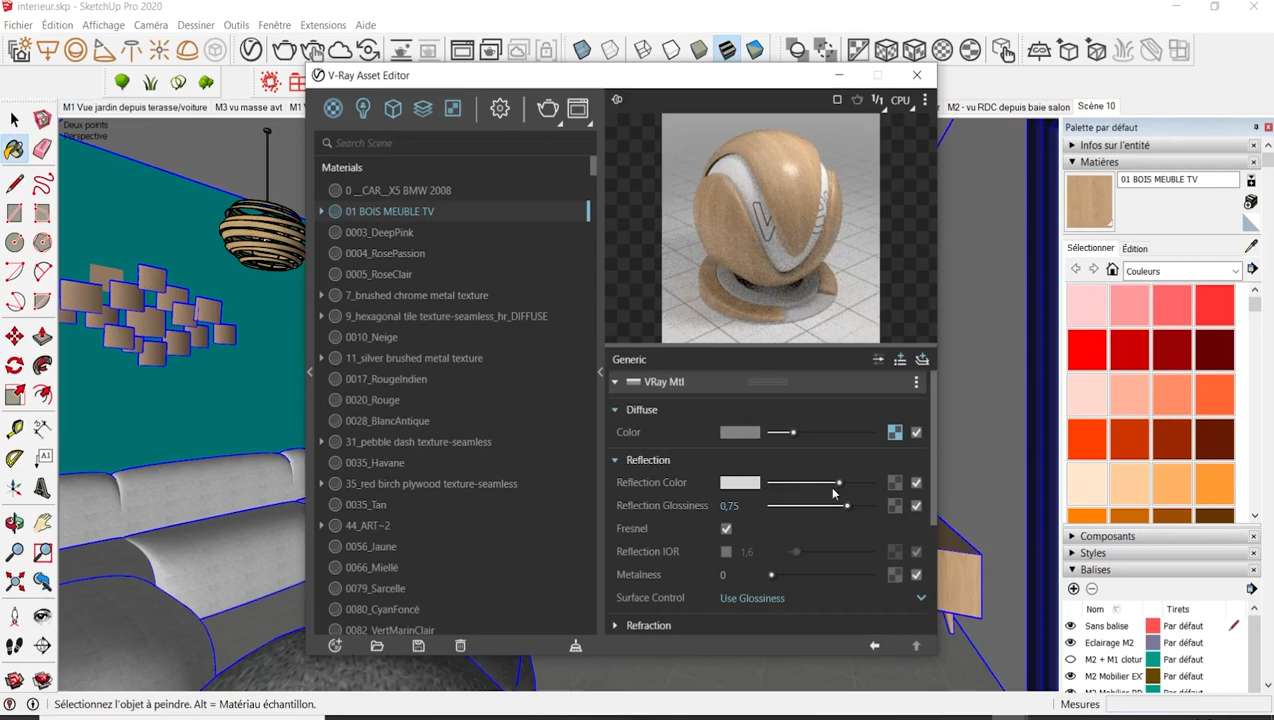 interieur.skp - SketchUp Pro 2020
Fichier Édition Affichage Caméra Dessiner Outils Fenêtre Extensions Aide
M1 Vue jardin depuis terasse/voiture M3 vu masse avt M1 M2 - vu RDC depuis baie salon Scène 10
Deux points
Perspective
V-Ray Asset Editor
1/1 CPU
Search Scene
Materials
0 __CAR_X5 BMW 2008
01 BOIS MEUBLE TV
0003_DeepPink
0004_RosePassion
0005_RoseClair
7_brushed chrome metal texture
9_hexagonal tile texture-seamless_hr_DIFFUSE
0010_Neige
11_silver brushed metal texture
0017_RougeIndien
0020_Rouge
0028_BlancAntique
31_pebble dash texture-seamless
0035_Havane
35_red birch plywood texture-seamless
0035_Tan
44_ART~2
0056_Jaune
0066_Miellé
0079_Sarcelle
0080_CyanFoncé
0082_VertMarinClair
Generic
VRay Mtl
Diffuse
Color
Reflection
Reflection Color
Reflection Glossiness 0,75
Fresnel
Reflection IOR 1,6
Metalness 0
Surface Control Use Glossiness
Refraction
Palette par défaut
Infos sur l'entité
Matières
01 BOIS MEUBLE TV
Sélectionner Édition
Couleurs
Composants
Styles
Balises
Nom Tirets
Sans balise Par défaut
Eclairage M2 Par défaut
M2 + M1 clotur Par défaut
M2 Mobilier EX Par défaut
M2 Mobilier RD Par défaut
Sélectionnez l'objet à peindre. Alt = Matériau échantillon.
Mesures